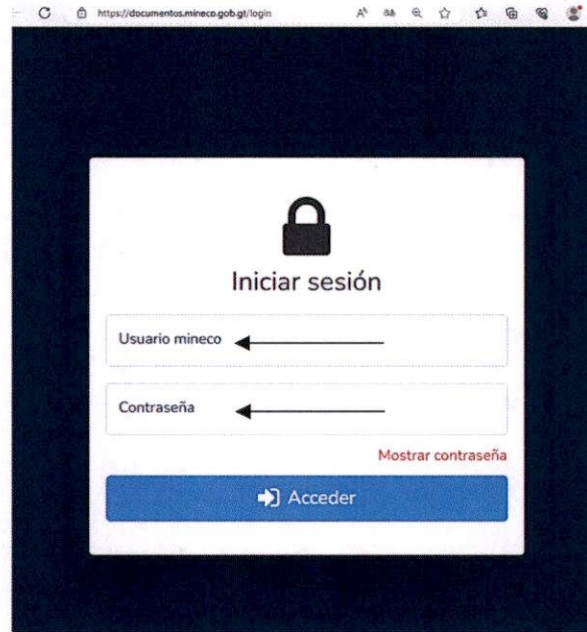 https://documentos.mineco.gob.gt/login
Iniciar sesión
Usuario mineco
Contraseña
Mostrar contraseña
Acceder